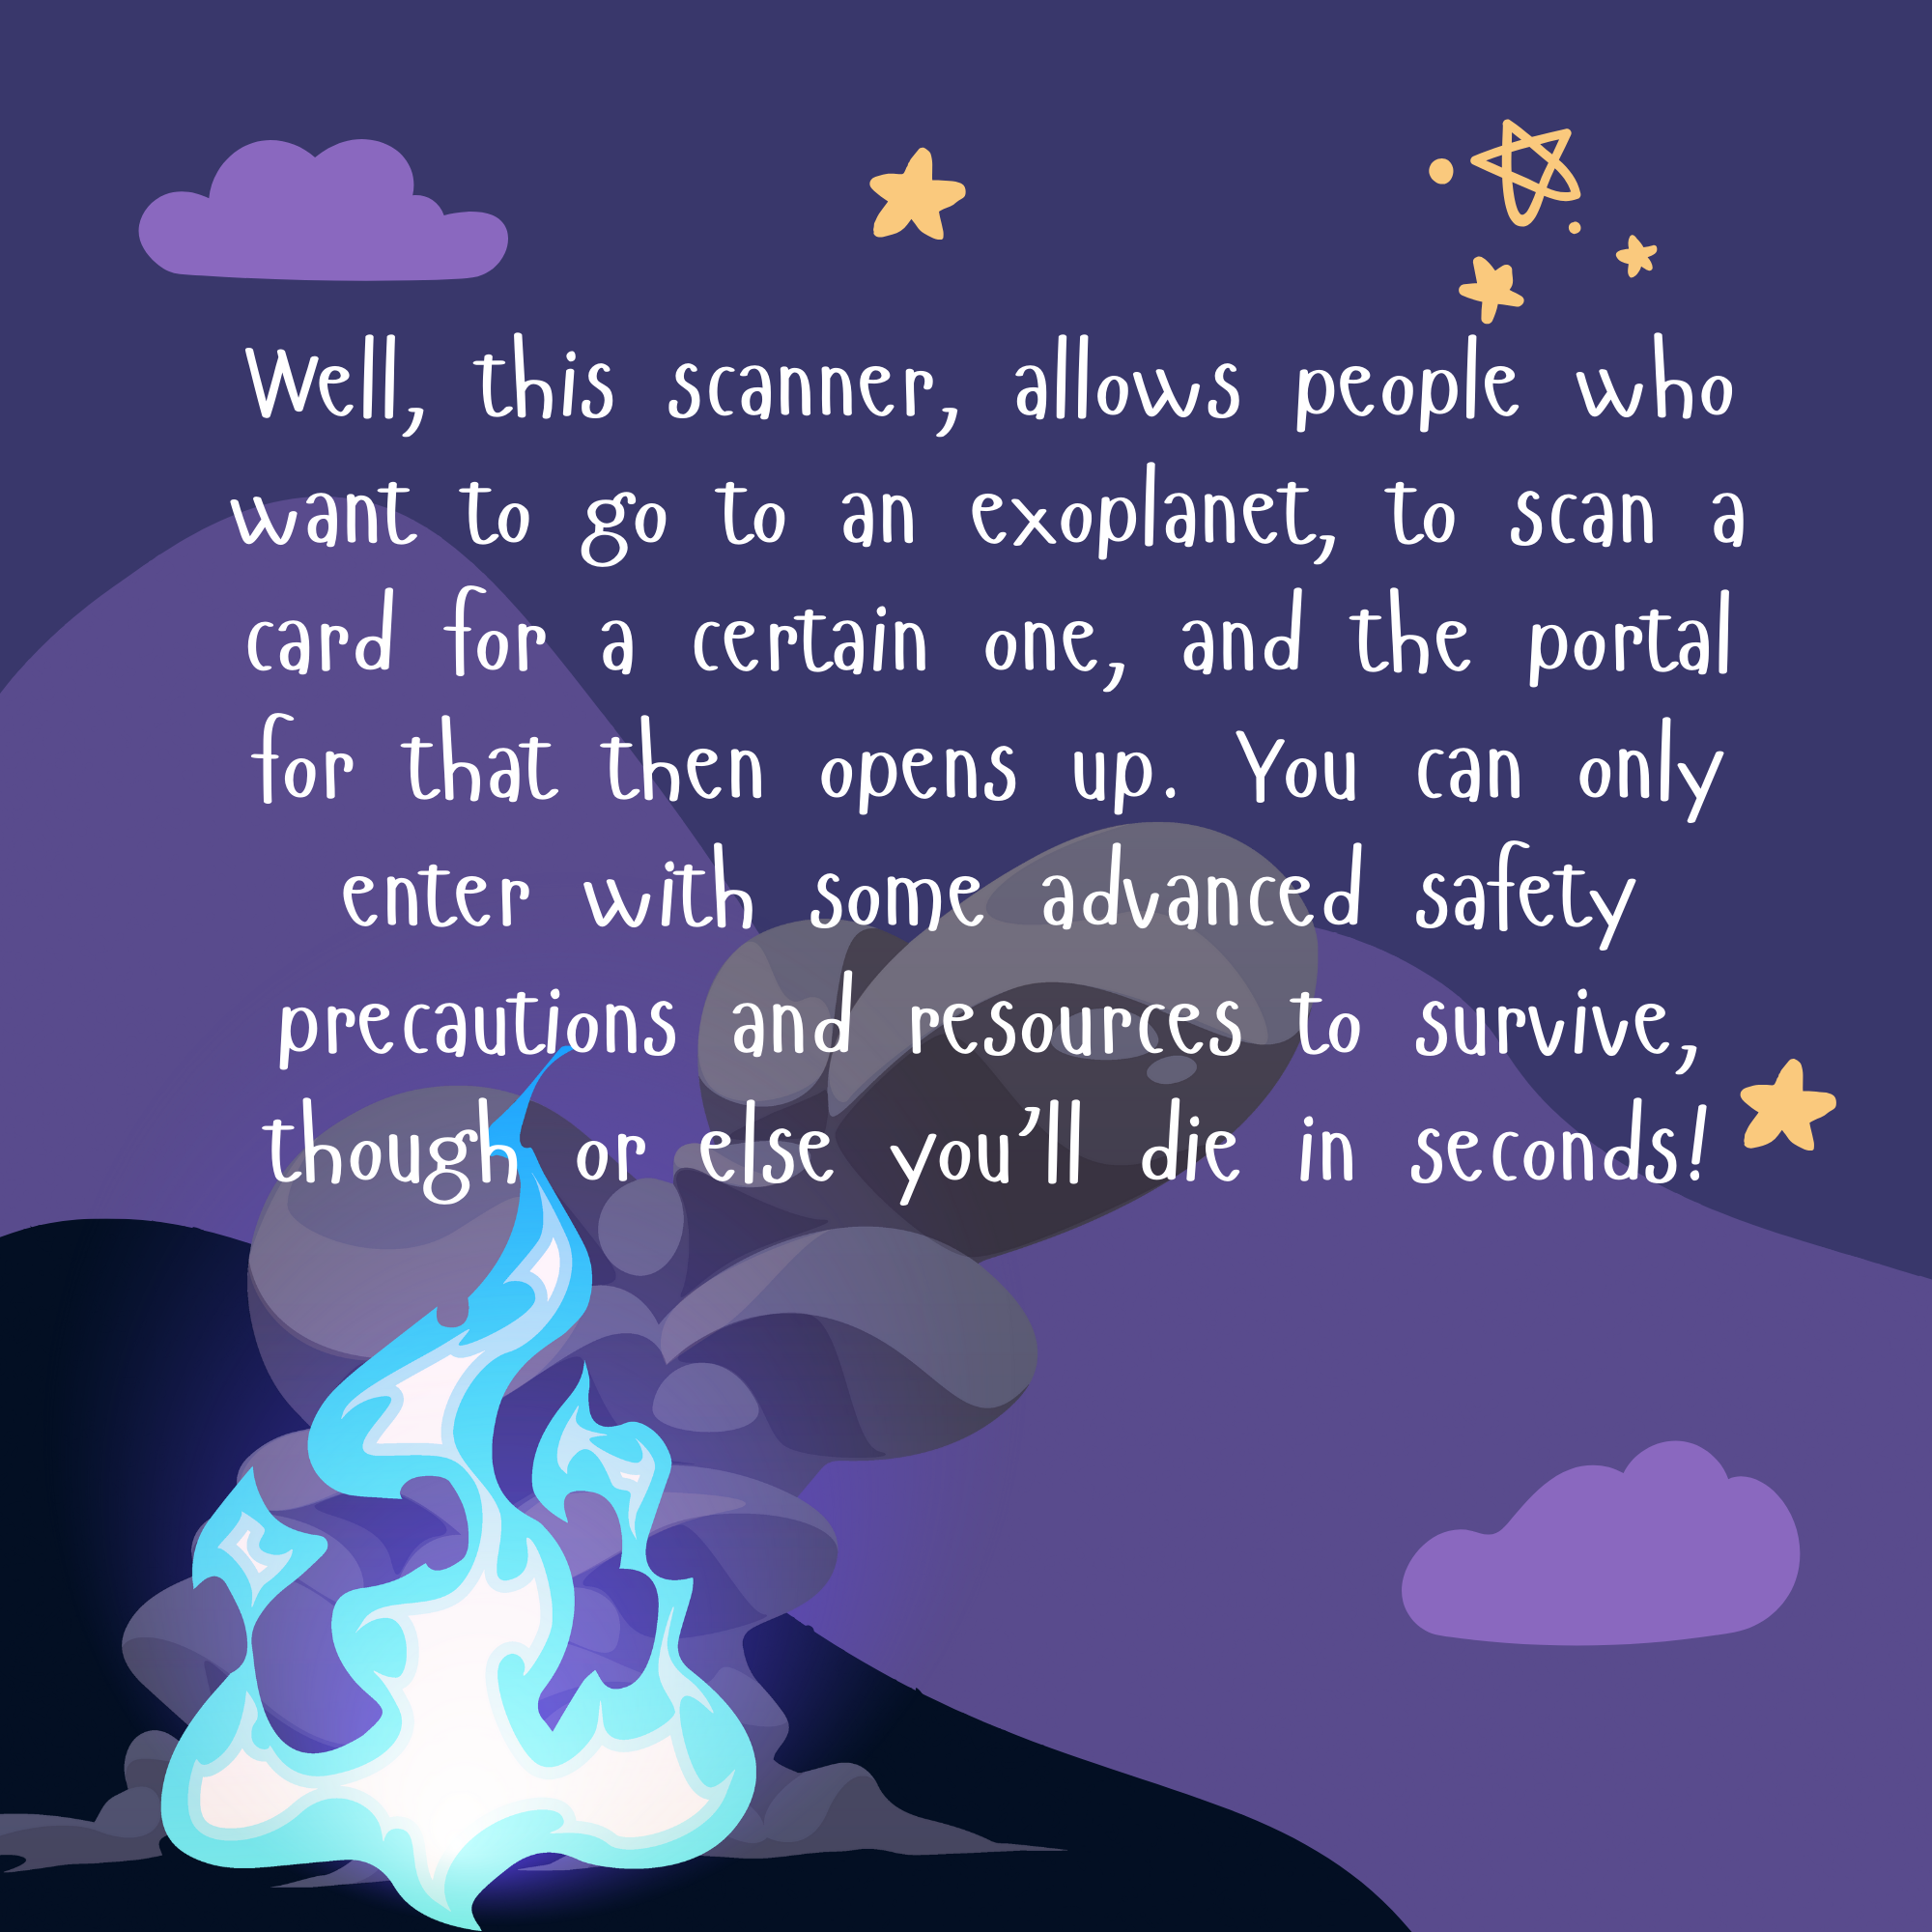 Well, this scanner, allows people who
want to go to an exoplanet, to scan a
card for a certain one, and the portal
for that then opens up. You can only
enter with some advanced safety
precautions and resources to survive,
though or else you'll die in seconds!